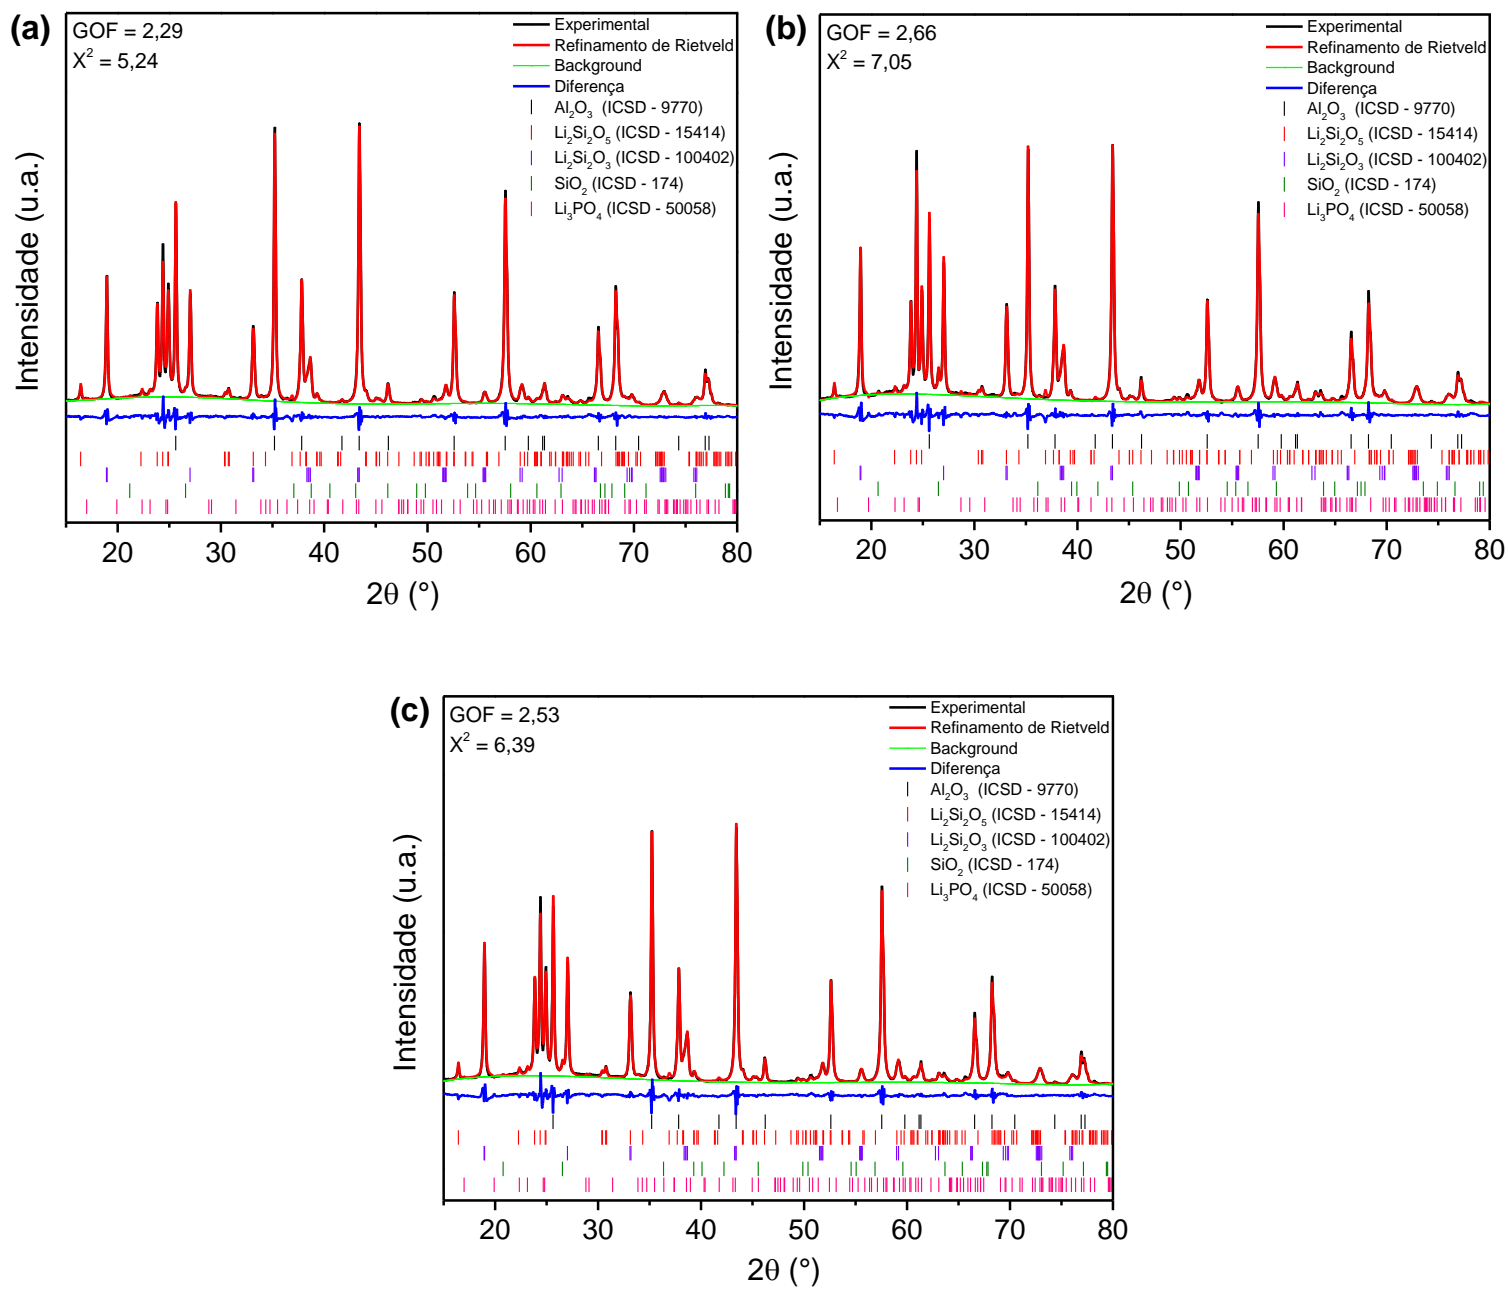 (a)
GOF = 2,29
X² = 5,24
Experimental
Refinamento de Rietveld
Background
Diferença
Al₂O₃ (ICSD - 9770)
Li₂Si₂O₅ (ICSD - 15414)
Li₂Si₂O₃ (ICSD - 100402)
SiO₂ (ICSD - 174)
Li₃PO₄ (ICSD - 50058)
Intensidade (u.a.)
20 30 40 50 60 70 80
2θ (°)
(b)
GOF = 2,66
X² = 7,05
Experimental
Refinamento de Rietveld
Background
Diferença
Al₂O₃ (ICSD - 9770)
Li₂Si₂O₅ (ICSD - 15414)
Li₂Si₂O₃ (ICSD - 100402)
SiO₂ (ICSD - 174)
Li₃PO₄ (ICSD - 50058)
Intensidade (u.a.)
20 30 40 50 60 70 80
2θ (°)
(c)
GOF = 2,53
X² = 6,39
Experimental
Refinamento de Rietveld
Background
Diferença
Al₂O₃ (ICSD - 9770)
Li₂Si₂O₅ (ICSD - 15414)
Li₂Si₂O₃ (ICSD - 100402)
SiO₂ (ICSD - 174)
Li₃PO₄ (ICSD - 50058)
Intensidade (u.a.)
20 30 40 50 60 70 80
2θ (°)